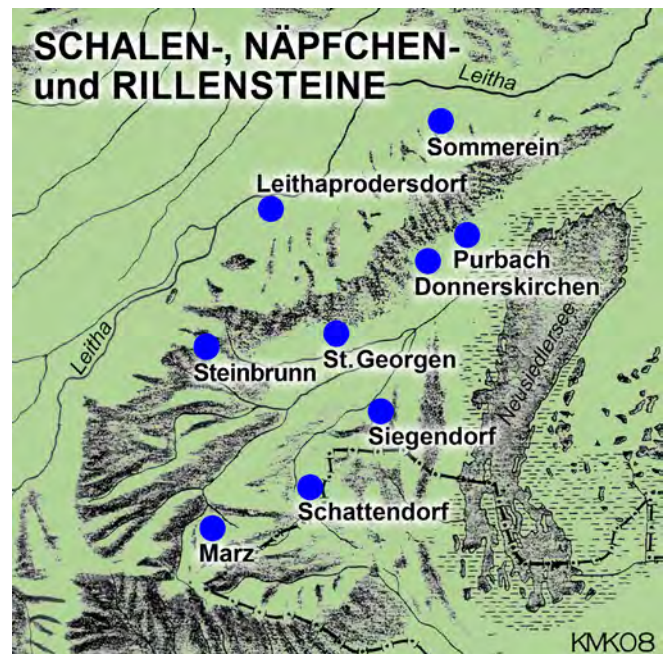 SCHALEN-, NÄPFCHEN-
und RILLENSTEINE
Leitha
Sommerein
Leithaprodersdorf
Purbach
Donnerskirchen
Leitha
Steinbrunn
St. Georgen
Neusiedlersee
Siegendorf
Schattendorf
Marz
KMK08